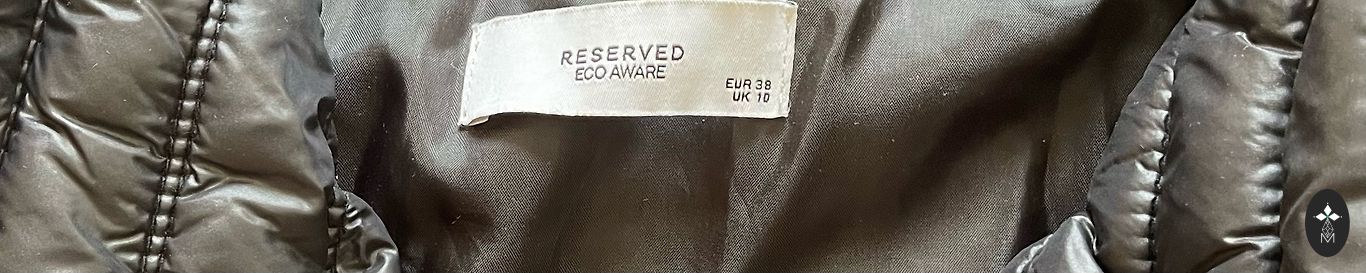 RESERVED
ECO AWARE
EUR 38
UK 10